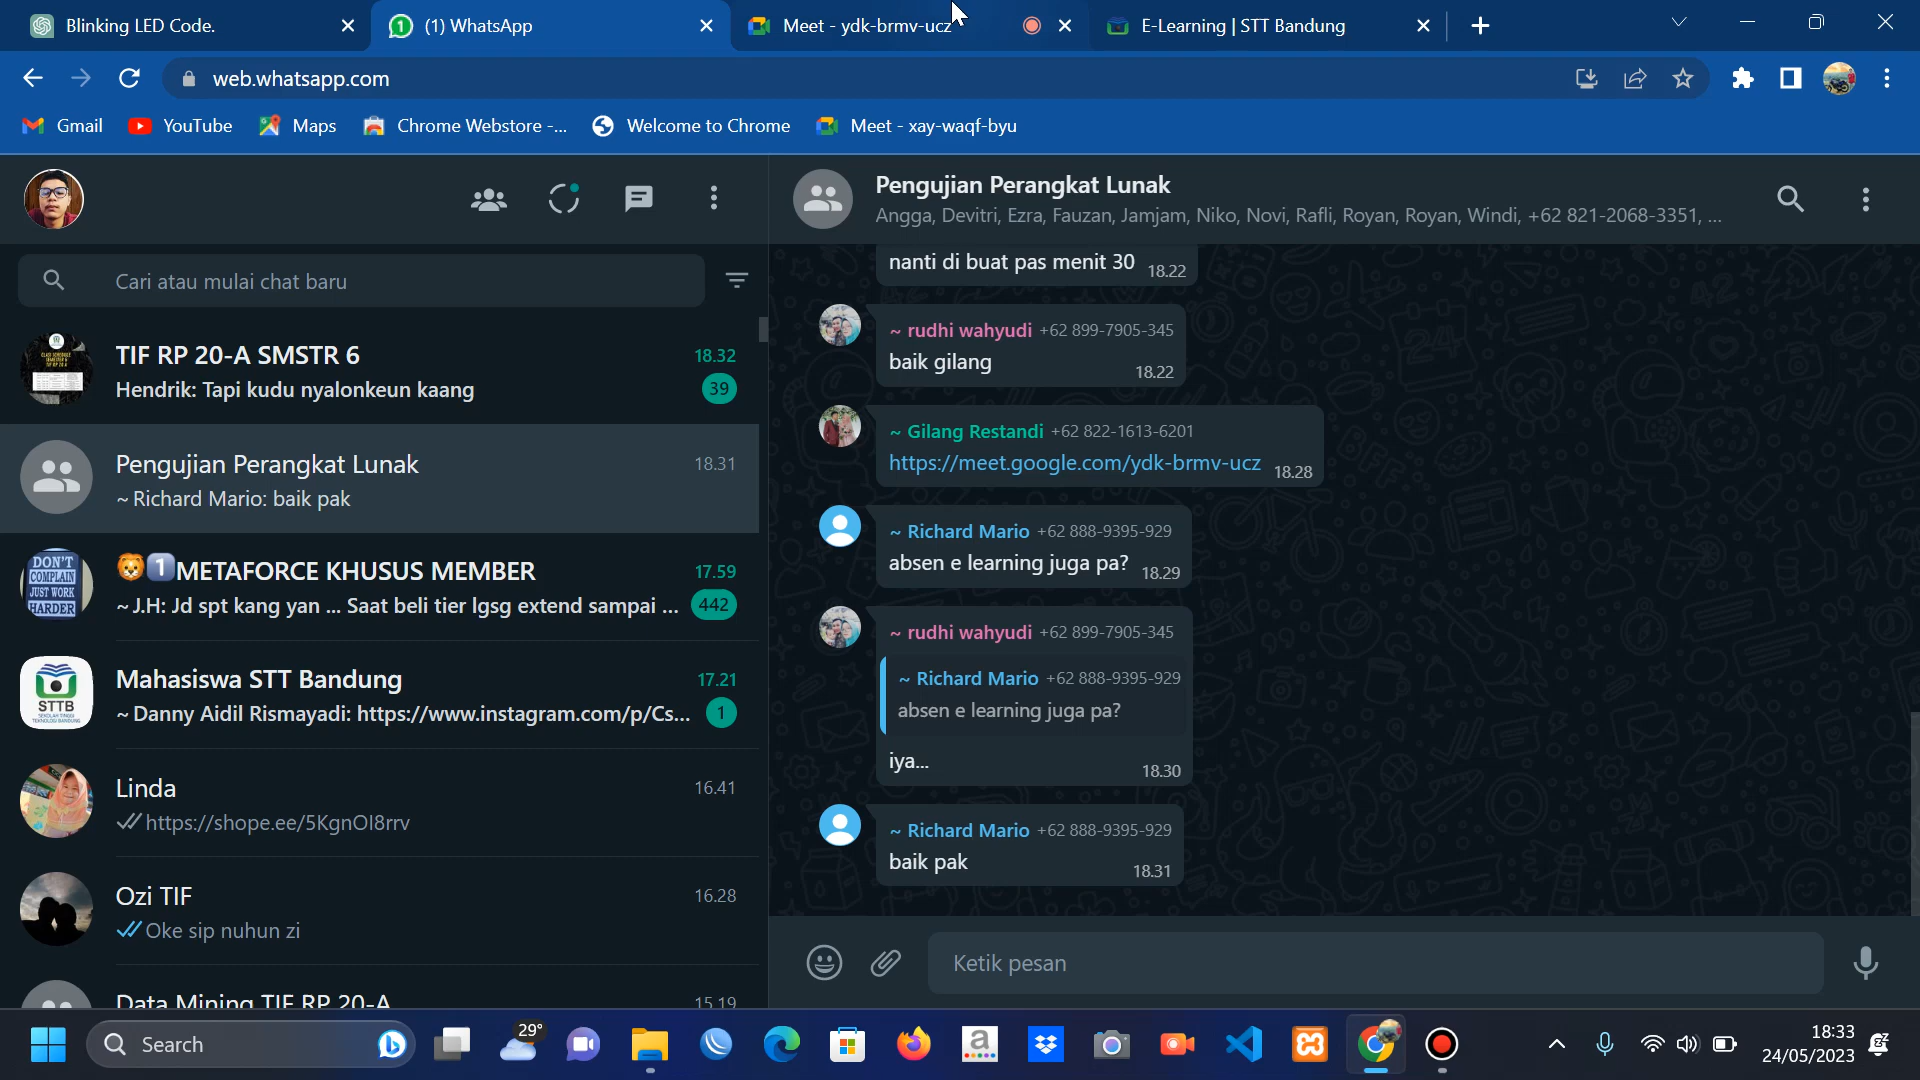 Blinking LED Code.
(1) WhatsApp
Meet - ydk-brmv-ucz
E-Learning | STT Bandung
web.whatsapp.com
Gmail
YouTube
Maps
Chrome Webstore -...
Welcome to Chrome
Meet - xay-waqf-byu
Cari atau mulai chat baru
TIF RP 20-A SMSTR 6
18.32
Hendrik: Tapi kudu nyalonkeun kaang
39
Pengujian Perangkat Lunak
18.31
~ Richard Mario: baik pak
DON'T COMPLAIN JUST WORK HARDER
🦁1️⃣METAFORCE KHUSUS MEMBER
17.59
~ J.H: Jd spt kang yan ... Saat beli tier lgsg extend sampai ...
442
STTB
Mahasiswa STT Bandung
17.21
~ Danny Aidil Rismayadi: https://www.instagram.com/p/Cs...
1
Linda
16.41
https://shope.ee/5KgnOI8rrv
Ozi TIF
16.28
Oke sip nuhun zi
Data Mining TIF RP 20-A
15.19
Pengujian Perangkat Lunak
Angga, Devitri, Ezra, Fauzan, Jamjam, Niko, Novi, Rafli, Royan, Royan, Windi, +62 821-2068-3351, ...
nanti di buat pas menit 30
18.22
~ rudhi wahyudi +62 899-7905-345
baik gilang
18.22
~ Gilang Restandi +62 822-1613-6201
https://meet.google.com/ydk-brmv-ucz
18.28
~ Richard Mario +62 888-9395-929
absen e learning juga pa?
18.29
~ rudhi wahyudi +62 899-7905-345
~ Richard Mario +62 888-9395-929
absen e learning juga pa?
iya...
18.30
~ Richard Mario +62 888-9395-929
baik pak
18.31
Ketik pesan
Search
29°
18:33
24/05/2023